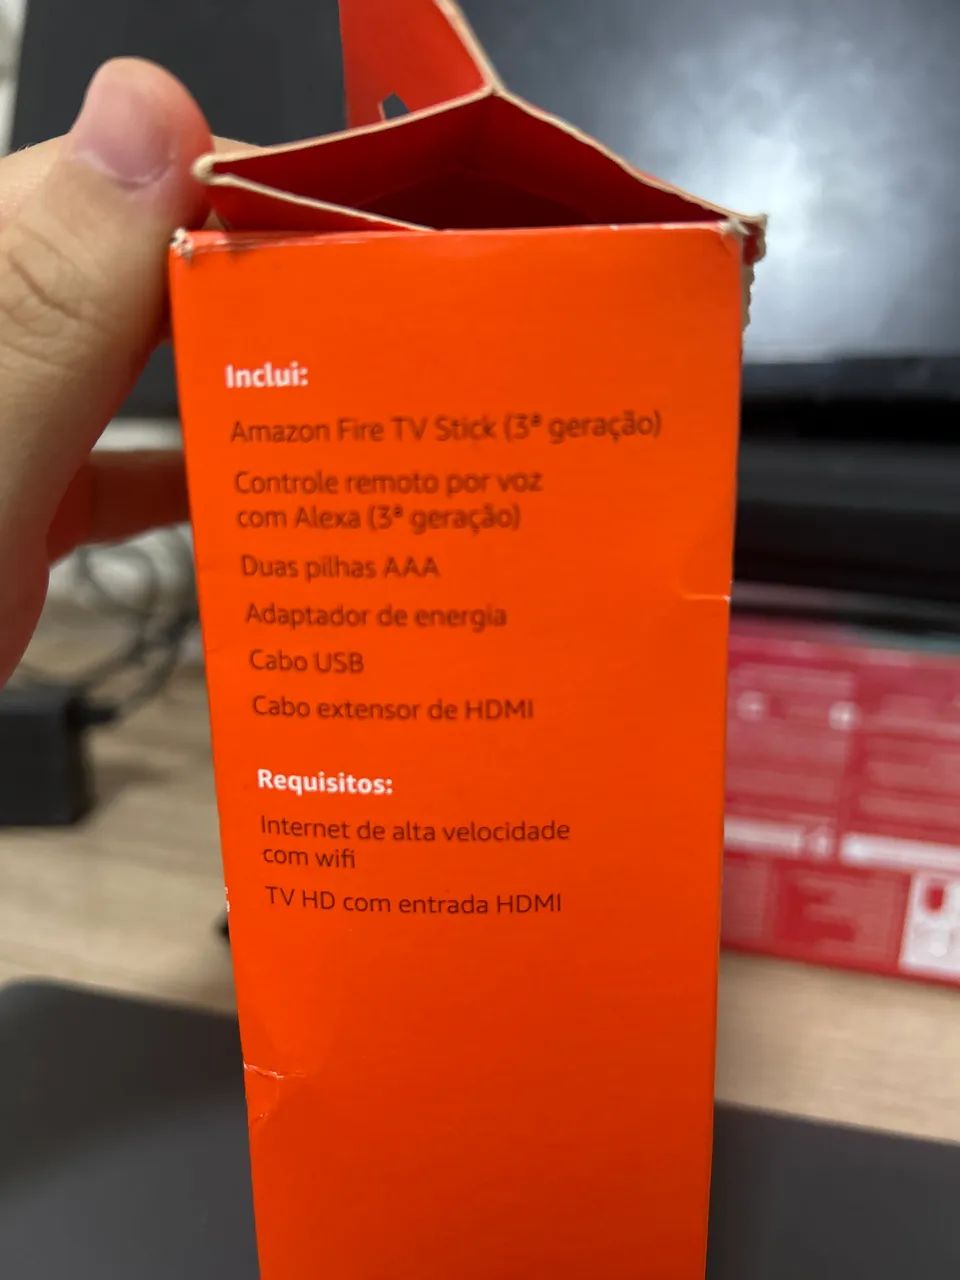 Inclui:
Amazon Fire TV Stick (3ª geração)
Controle remoto por voz
com Alexa (3ª geração)
Duas pilhas AAA
Adaptador de energia
Cabo USB
Cabo extensor de HDMI
Requisitos:
Internet de alta velocidade
com wifi
TV HD com entrada HDMI